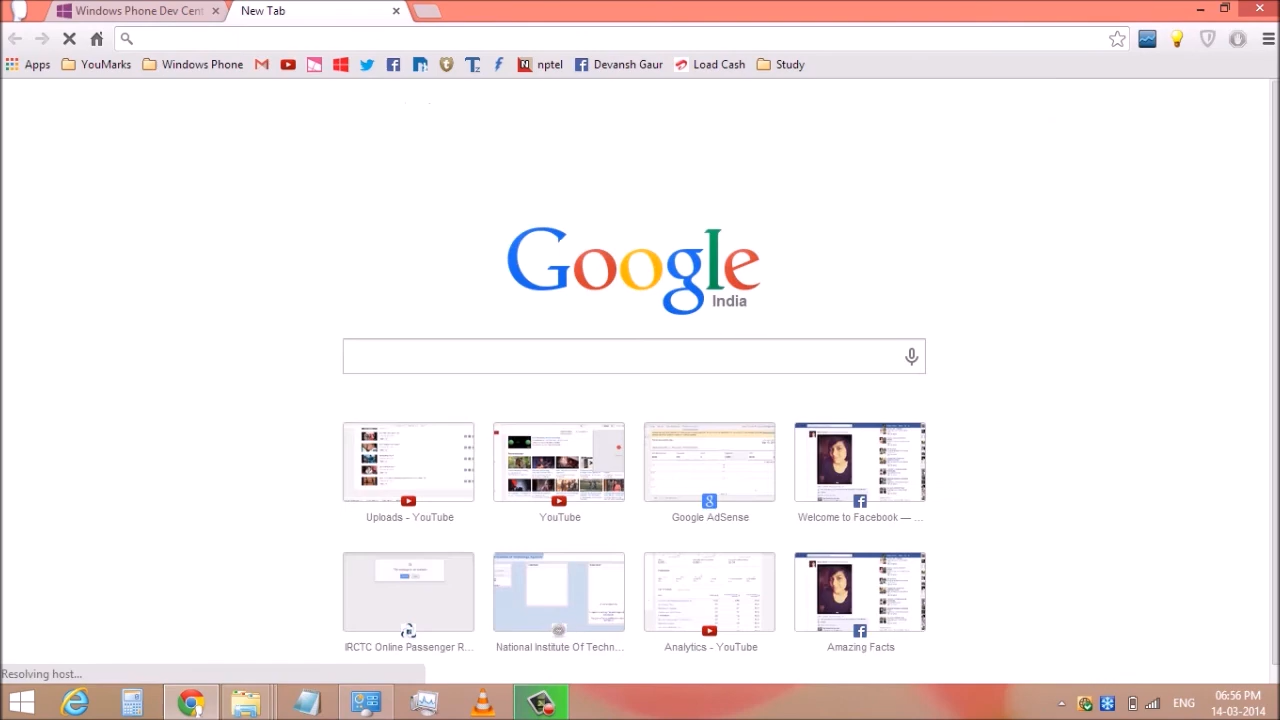 Windows Phone Dev Cent
New Tab
Apps
YouMarks
Windows Phone
nptel
Devansh Gaur
Load Cash
Study
Google
India
Uploads - YouTube
YouTube
Google AdSense
Welcome to Facebook — ...
IRCTC Online Passenger R...
National Institute Of Techn...
Analytics - YouTube
Amazing Facts
Resolving host...
ENG
06:56 PM
14-03-2014